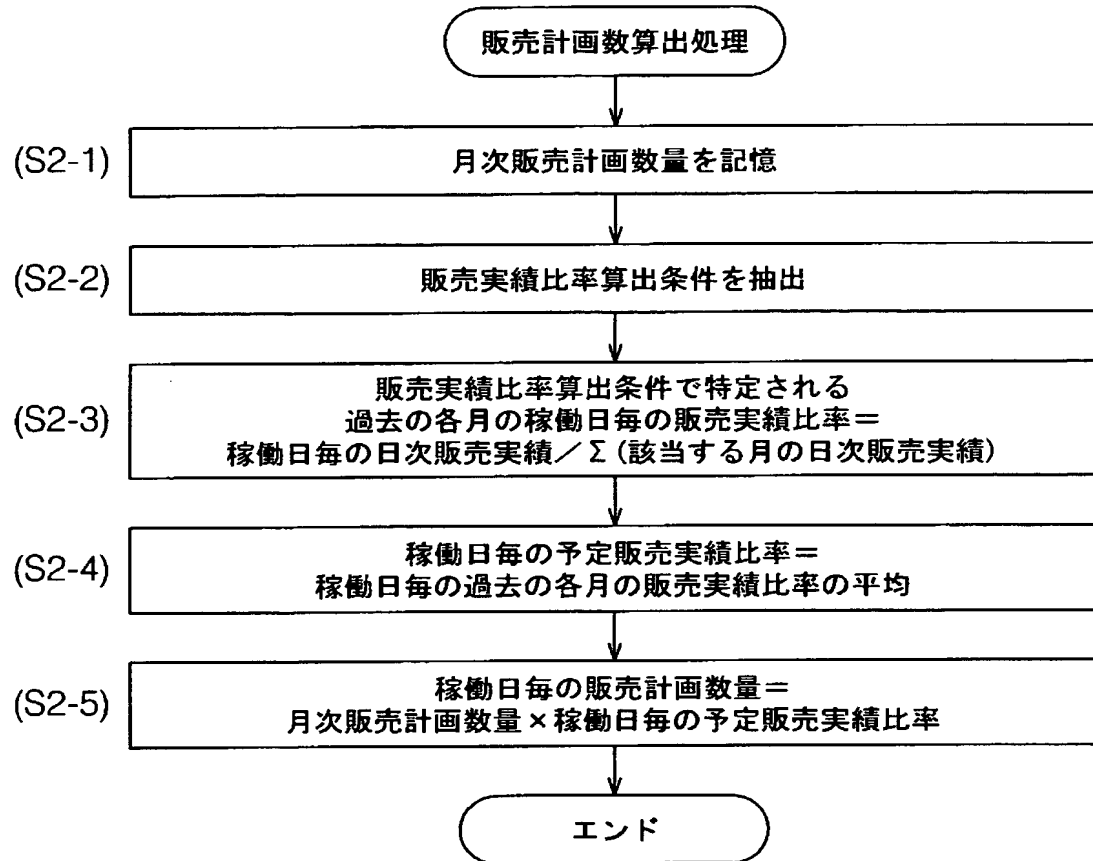 販売計画数算出処理
(S2-1)
月次販売計画数量を記憶
(S2-2)
販売実績比率算出条件を抽出
(S2-3)
販売実績比率算出条件で特定される
過去の各月の稼働日毎の販売実績比率＝
稼働日毎の日次販売実績／Σ(該当する月の日次販売実績)
(S2-4)
稼働日毎の予定販売実績比率＝
稼働日毎の過去の各月の販売実績比率の平均
(S2-5)
稼働日毎の販売計画数量＝
月次販売計画数量×稼働日毎の予定販売実績比率
エンド